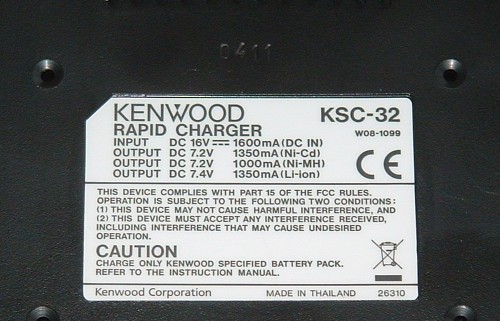 0411
KENWOOD KSC-32
RAPID CHARGER W08-1099
INPUT DC 16V ⎓ 1600mA(DC IN)
OUTPUT DC 7.2V 1350mA(Ni-Cd)
OUTPUT DC 7.2V 1000mA(Ni-MH)
OUTPUT DC 7.4V 1350mA(Li-ion)
CE
THIS DEVICE COMPLIES WITH PART 15 OF THE FCC RULES.
OPERATION IS SUBJECT TO THE FOLLOWING TWO CONDITIONS:
(1) THIS DEVICE MAY NOT CAUSE HARMFUL INTERFERENCE, AND
(2) THIS DEVICE MUST ACCEPT ANY INTERFERENCE RECEIVED,
INCLUDING INTERFERENCE THAT MAY CAUSE UNDESIRED
OPERATION.
CAUTION
CHARGE ONLY KENWOOD SPECIFIED BATTERY PACK.
REFER TO THE INSTRUCTION MANUAL.
Kenwood Corporation MADE IN THAILAND 26310